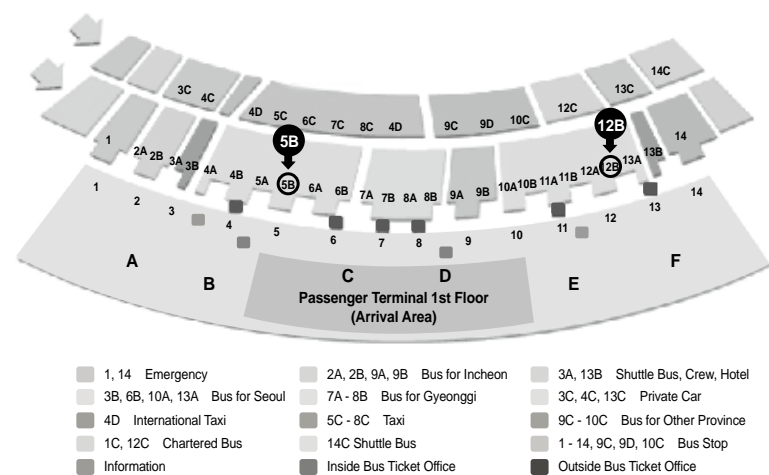 14C
3C 4C 13C
12C
4D 5C 6C 7C 8C 4D 9C 9D 10C
5B 12B
1 2A 2B 3A 3B 4A 4B 5A 5B 6A 6B 7A 7B 8A 8B 9A 9B 10A 10B 11A 11B 12A 12B 13A 13B 14
1 2 3 4 5 6 7 8 9 10 11 12 13 14
A B C D E F
Passenger Terminal 1st Floor
(Arrival Area)
1, 14 Emergency
2A, 2B, 9A, 9B Bus for Incheon
3A, 13B Shuttle Bus, Crew, Hotel
3B, 6B, 10A, 13A Bus for Seoul
7A - 8B Bus for Gyeonggi
3C, 4C, 13C Private Car
4D International Taxi
5C - 8C Taxi
9C - 10C Bus for Other Province
1C, 12C Chartered Bus
14C Shuttle Bus
1 - 14, 9C, 9D, 10C Bus Stop
Information
Inside Bus Ticket Office
Outside Bus Ticket Office